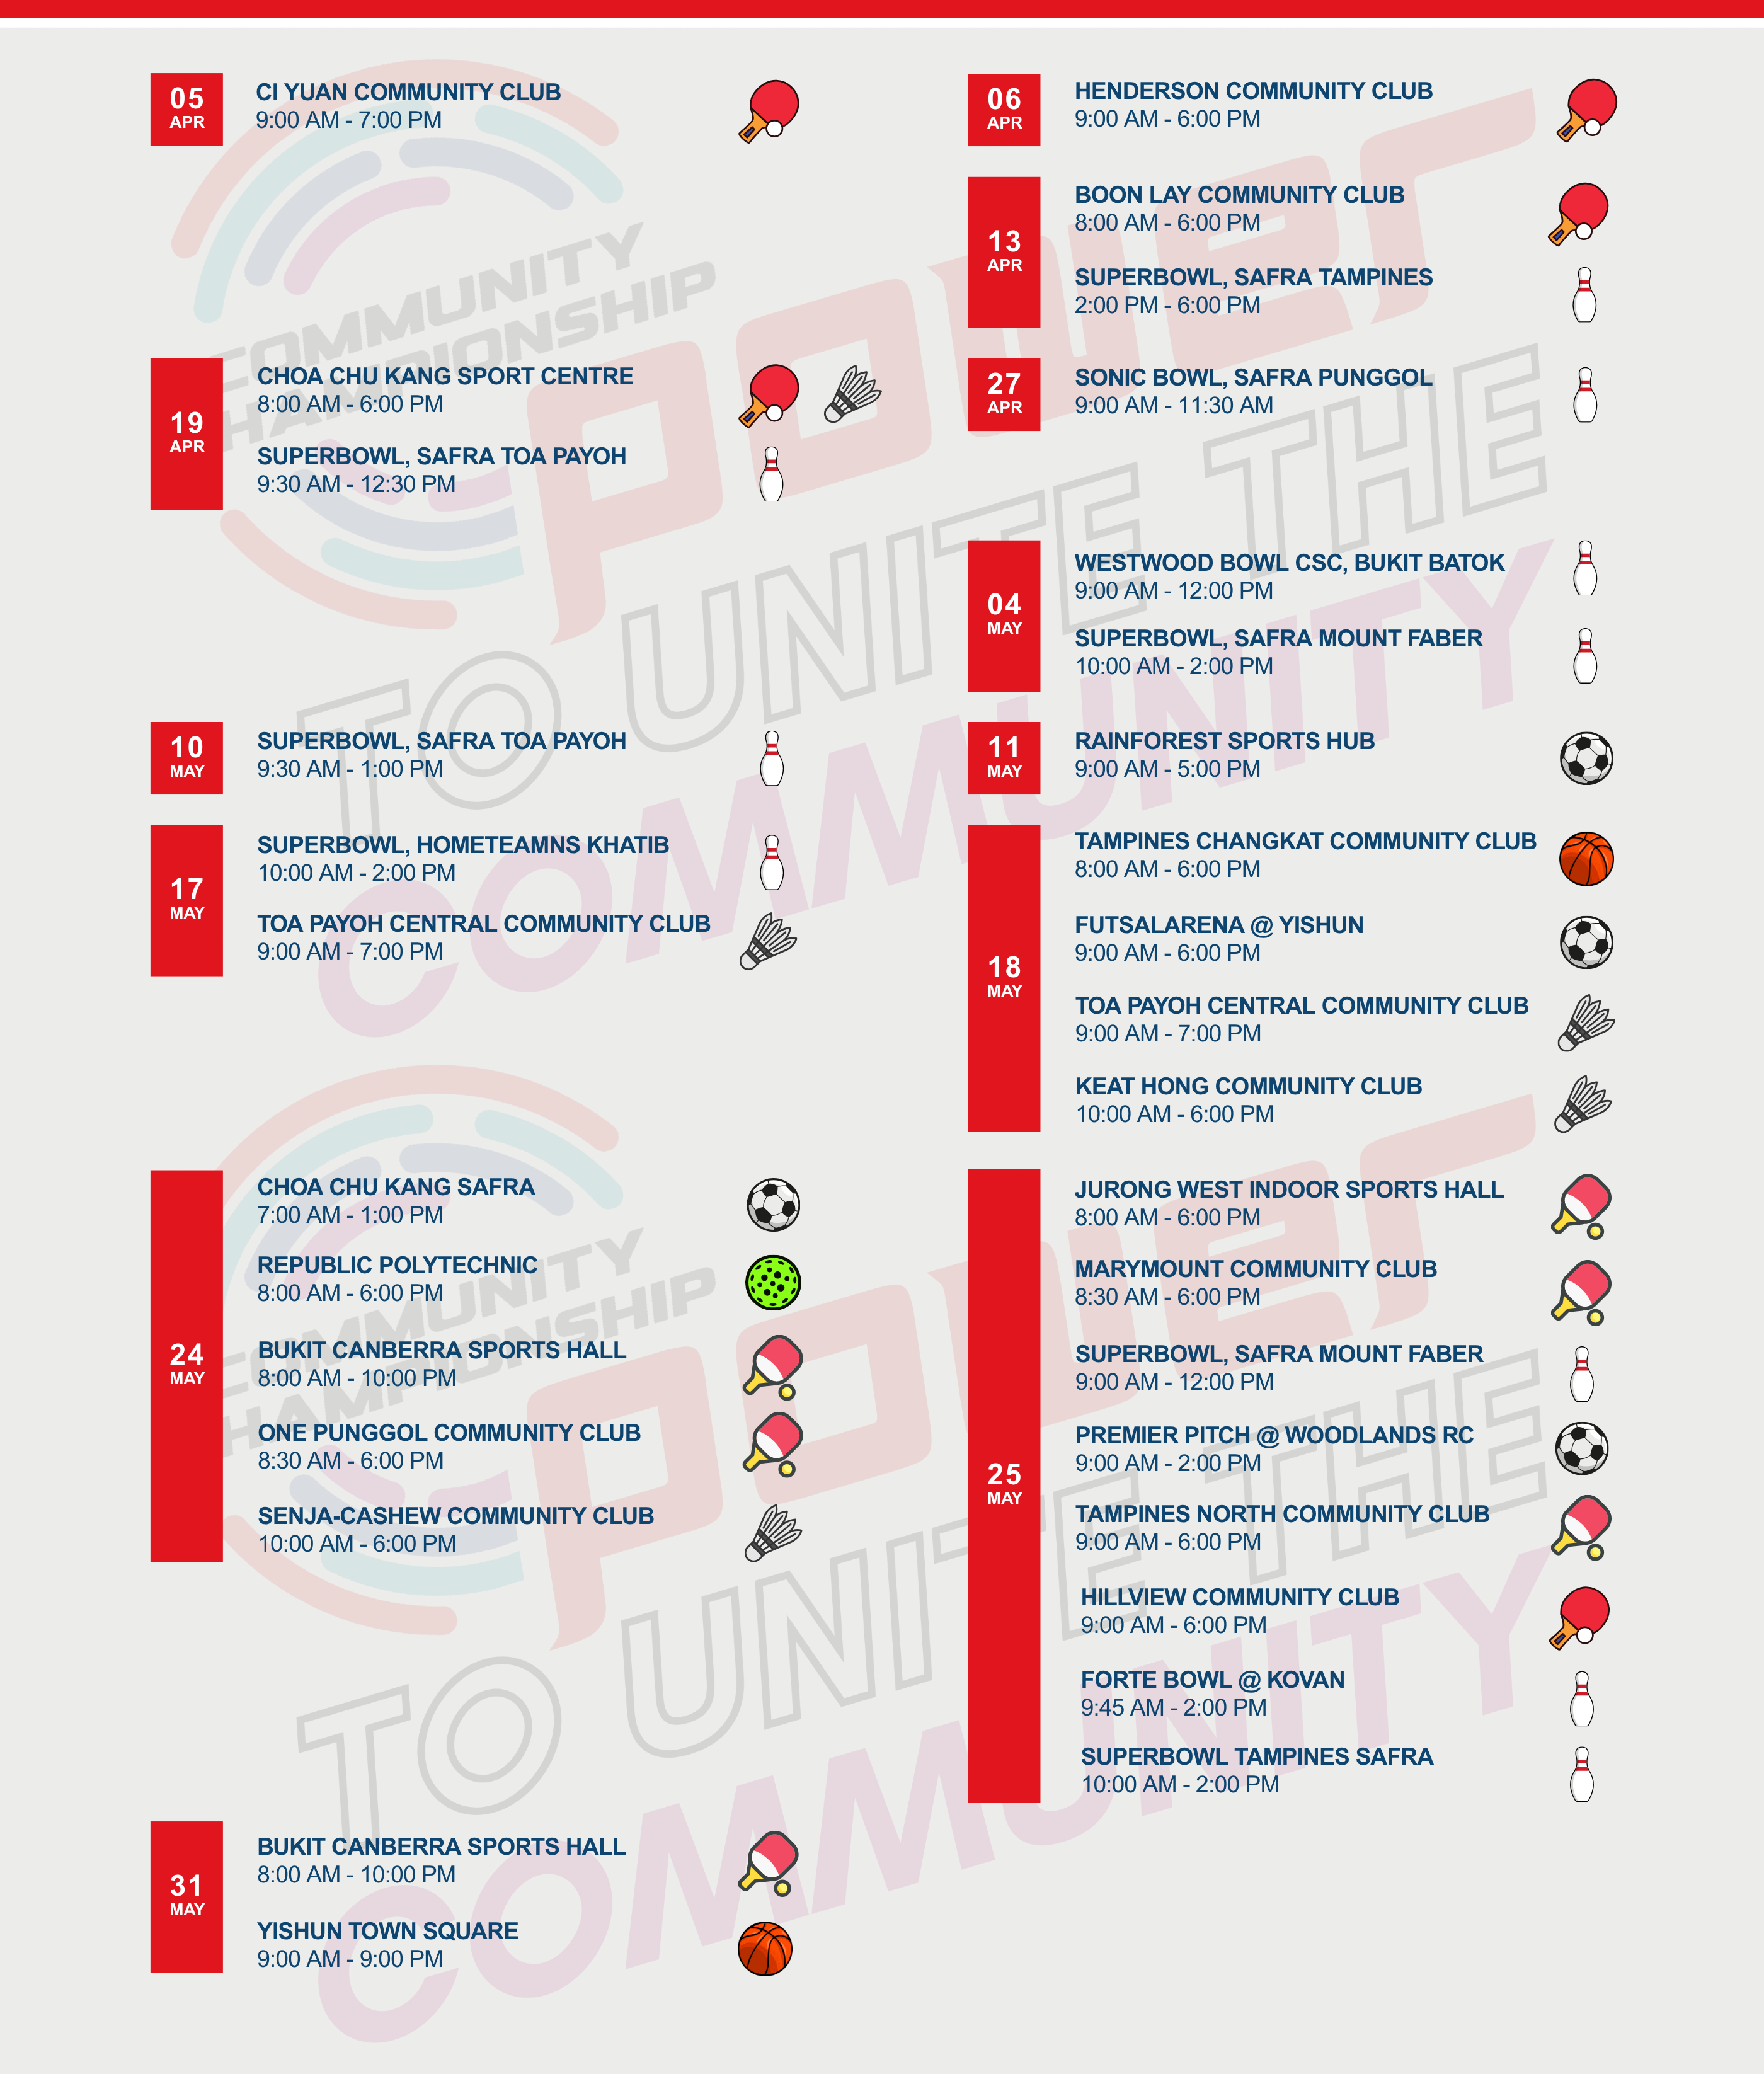 05
APR
CI YUAN COMMUNITY CLUB
9:00 AM - 7:00 PM
06
APR
HENDERSON COMMUNITY CLUB
9:00 AM - 6:00 PM
13
APR
BOON LAY COMMUNITY CLUB
8:00 AM - 6:00 PM
SUPERBOWL, SAFRA TAMPINES
2:00 PM - 6:00 PM
19
APR
CHOA CHU KANG SPORT CENTRE
8:00 AM - 6:00 PM
SUPERBOWL, SAFRA TOA PAYOH
9:30 AM - 12:30 PM
27
APR
SONIC BOWL, SAFRA PUNGGOL
9:00 AM - 11:30 AM
04
MAY
WESTWOOD BOWL CSC, BUKIT BATOK
9:00 AM - 12:00 PM
SUPERBOWL, SAFRA MOUNT FABER
10:00 AM - 2:00 PM
10
MAY
SUPERBOWL, SAFRA TOA PAYOH
9:30 AM - 1:00 PM
11
MAY
RAINFOREST SPORTS HUB
9:00 AM - 5:00 PM
17
MAY
SUPERBOWL, HOMETEAMNS KHATIB
10:00 AM - 2:00 PM
TOA PAYOH CENTRAL COMMUNITY CLUB
9:00 AM - 7:00 PM
18
MAY
TAMPINES CHANGKAT COMMUNITY CLUB
8:00 AM - 6:00 PM
FUTSALARENA @ YISHUN
9:00 AM - 6:00 PM
TOA PAYOH CENTRAL COMMUNITY CLUB
9:00 AM - 7:00 PM
KEAT HONG COMMUNITY CLUB
10:00 AM - 6:00 PM
24
MAY
CHOA CHU KANG SAFRA
7:00 AM - 1:00 PM
REPUBLIC POLYTECHNIC
8:00 AM - 6:00 PM
BUKIT CANBERRA SPORTS HALL
8:00 AM - 10:00 PM
ONE PUNGGOL COMMUNITY CLUB
8:30 AM - 6:00 PM
SENJA-CASHEW COMMUNITY CLUB
10:00 AM - 6:00 PM
25
MAY
JURONG WEST INDOOR SPORTS HALL
8:00 AM - 6:00 PM
MARYMOUNT COMMUNITY CLUB
8:30 AM - 6:00 PM
SUPERBOWL, SAFRA MOUNT FABER
9:00 AM - 12:00 PM
PREMIER PITCH @ WOODLANDS RC
9:00 AM - 2:00 PM
TAMPINES NORTH COMMUNITY CLUB
9:00 AM - 6:00 PM
HILLVIEW COMMUNITY CLUB
9:00 AM - 6:00 PM
FORTE BOWL @ KOVAN
9:45 AM - 2:00 PM
SUPERBOWL TAMPINES SAFRA
10:00 AM - 2:00 PM
31
MAY
BUKIT CANBERRA SPORTS HALL
8:00 AM - 10:00 PM
YISHUN TOWN SQUARE
9:00 AM - 9:00 PM
COMMUNITY
CHAMPIONSHIP
POWER
TO UNITE THE
COMMUNITY
COMMUNITY
CHAMPIONSHIP
POWER
TO UNITE THE
COMMUNITY